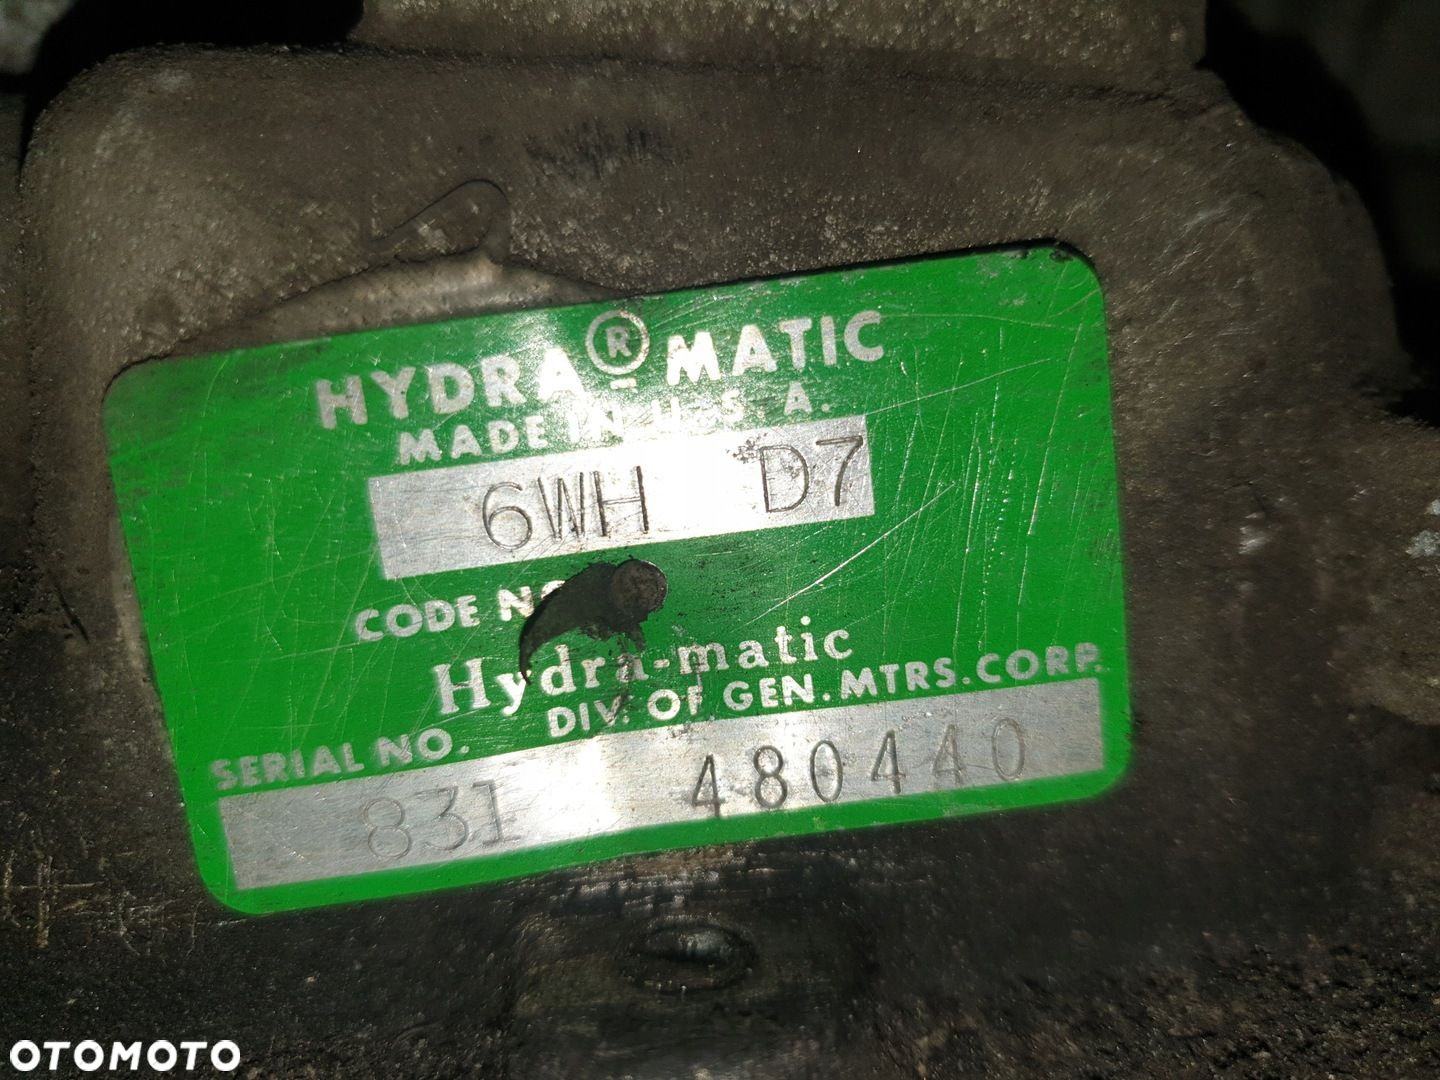 HYDRA-MATIC ®
MADE IN U.S.A.
6WH D7
CODE NO.
Hydra-matic
DIV. OF GEN. MTRS. CORP.
SERIAL NO.
831 480440
OTOMOTO